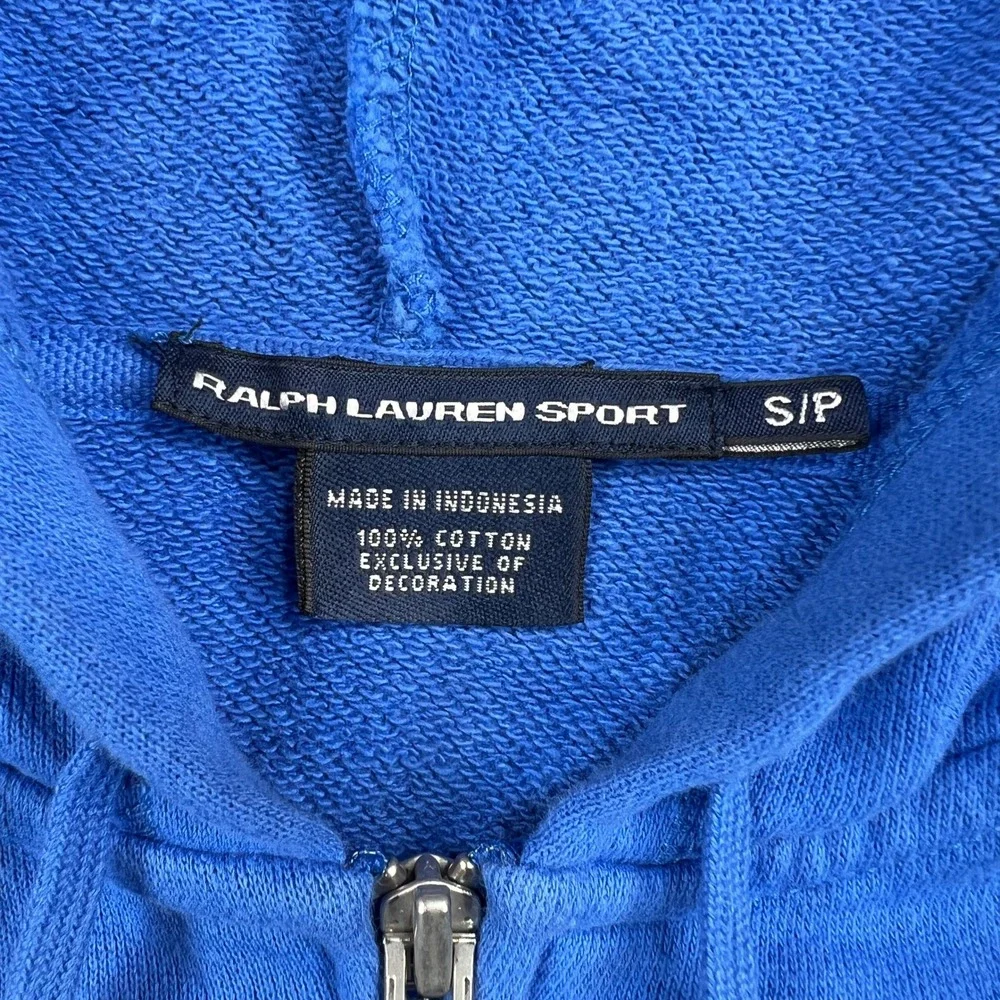 RALPH LAUREN SPORT
S/P
MADE IN INDONESIA
100% COTTON
EXCLUSIVE OF
DECORATION